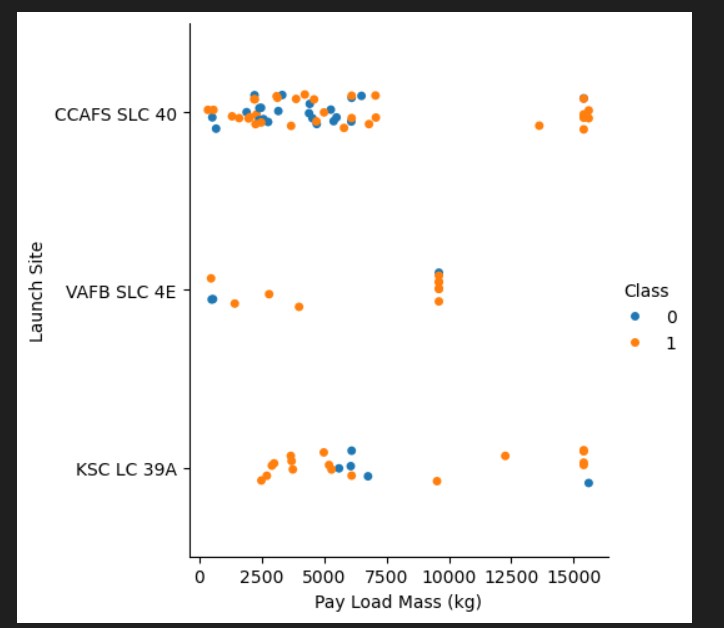 CCAFS SLC 40
VAFB SLC 4E
KSC LC 39A
Launch Site
0 2500 5000 7500 10000 12500 15000
Pay Load Mass (kg)
Class
0
1